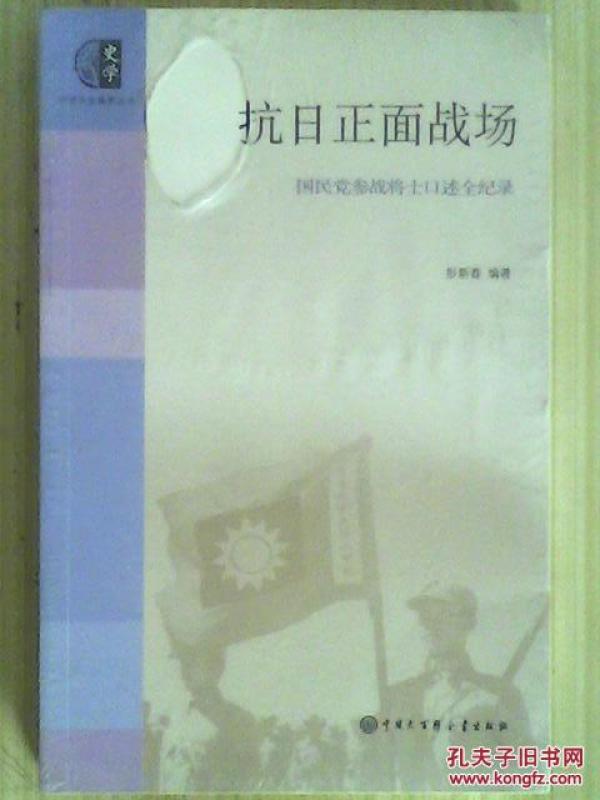 史学
抗日正面战场
国民党参战将士口述全纪录
彭新春 编著
中国大百科全书出版社
孔夫子旧书网
www.kongfz.com